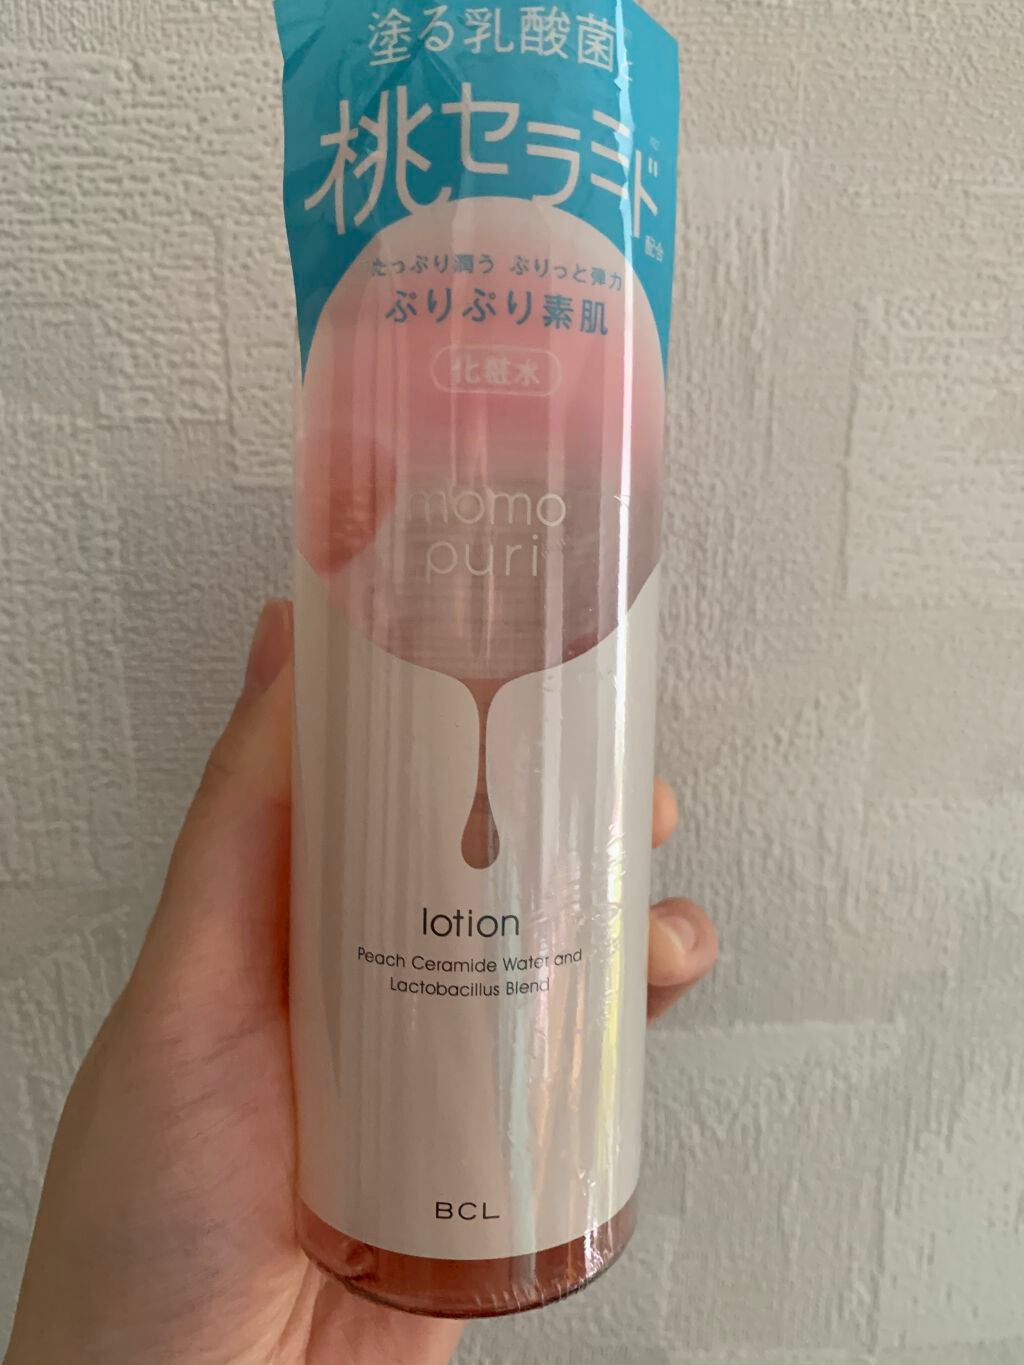 塗る乳酸菌と
桃セラミド
配合
たっぷり潤う ぷりっと弾力
ぷりぷり素肌
化粧水
momo
puri
lotion
Peach Ceramide Water and
Lactobacillus Blend
BCL